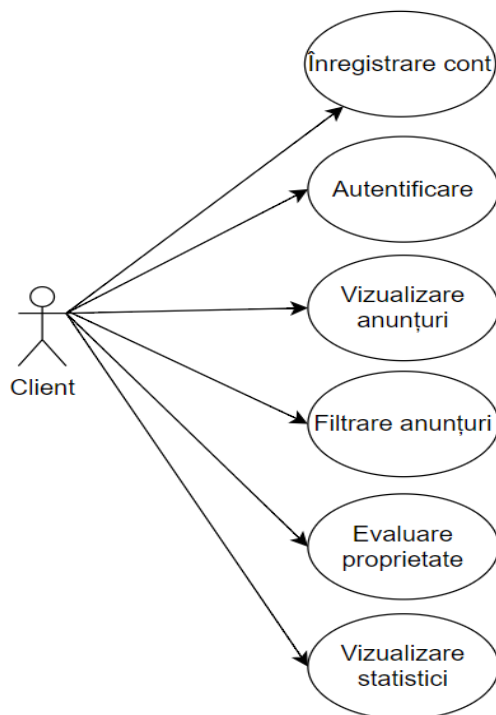 Înregistrare cont
Autentificare
Vizualizare
anunțuri
Client
Filtrare anunțuri
Evaluare
proprietate
Vizualizare
statistici